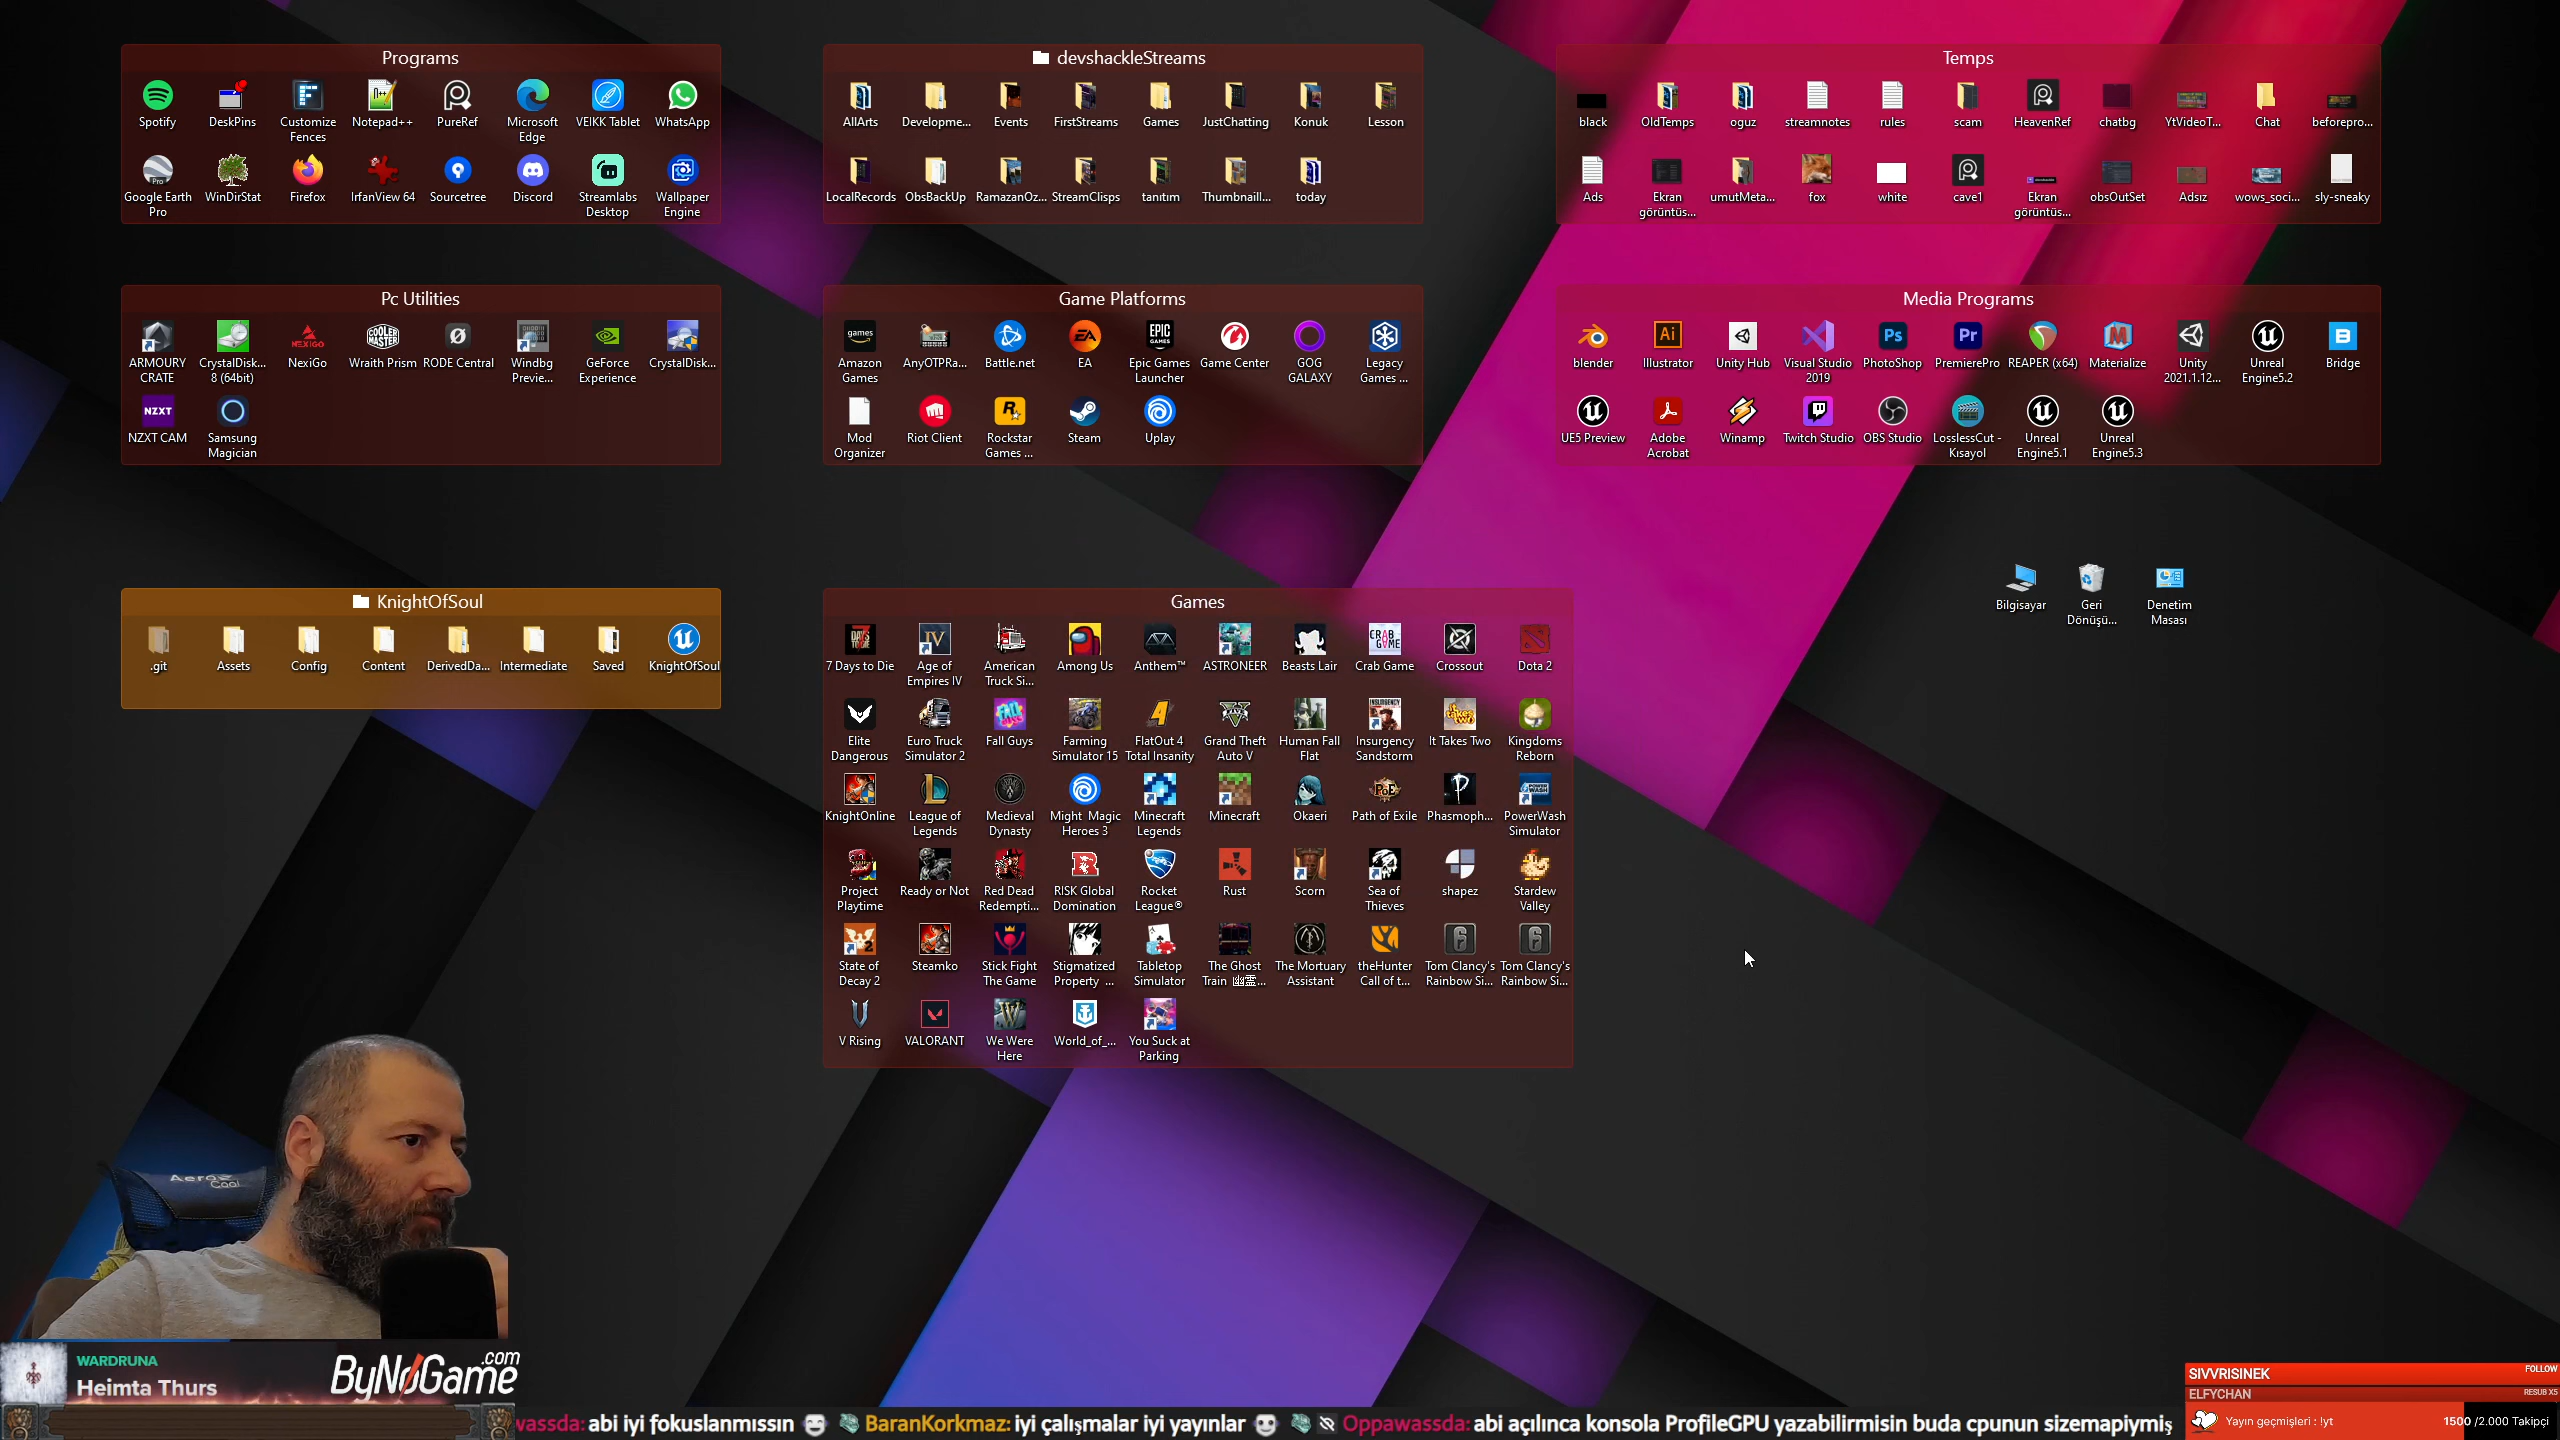 Programs
Spotify
DeskPins
Customize Fences
Notepad++
PureRef
Microsoft Edge
VEIKK Tablet
WhatsApp
Google Earth Pro
WinDirStat
Firefox
IrfanView 64
Sourcetree
Discord
Streamlabs Desktop
Wallpaper Engine
devshackleStreams
AllArts
Developme...
Events
FirstStreams
Games
JustChatting
Konuk
Lesson
LocalRecords
ObsBackUp
RamazanOz...
StreamClisps
tanıtım
Thumbnaill...
today
Temps
black
OldTemps
oguz
streamnotes
rules
scam
HeavenRef
chatbg
YtVideoT...
Chat
beforepro...
Ads
Ekran görüntüs...
umutMeta...
fox
white
cave1
Ekran görüntüs...
obsOutSet
Adsız
wows_soci...
sly-sneaky
Pc Utilities
ARMOURY CRATE
CrystalDisk... 8 (64bit)
NexiGo
Wraith Prism
RODE Central
Windbg Previe...
GeForce Experience
CrystalDisk...
NZXT CAM
Samsung Magician
Game Platforms
Amazon Games
AnyOTPRa...
Battle.net
EA
Epic Games Launcher
Game Center
GOG GALAXY
Legacy Games ...
Mod Organizer
Riot Client
Rockstar Games ...
Steam
Uplay
Media Programs
blender
Illustrator
Unity Hub
Visual Studio 2019
PhotoShop
PremierePro
REAPER (x64)
Materialize
Unity 2021.1.12...
Unreal Engine5.2
Bridge
UE5 Preview
Adobe Acrobat
Winamp
Twitch Studio
OBS Studio
LosslessCut - Kısayol
Unreal Engine5.1
Unreal Engine5.3
Bilgisayar
Geri Dönüşü...
Denetim Masası
KnightOfSoul
.git
Assets
Config
Content
DerivedDa...
Intermediate
Saved
KnightOfSoul
Games
7 Days to Die
Age of Empires IV
American Truck Si...
Among Us
Anthem™
ASTRONEER
Beasts Lair
Crab Game
Crossout
Dota 2
Elite Dangerous
Euro Truck Simulator 2
Fall Guys
Farming Simulator 15
FlatOut 4 Total Insanity
Grand Theft Auto V
Human Fall Flat
Insurgency Sandstorm
It Takes Two
Kingdoms Reborn
KnightOnline
League of Legends
Medieval Dynasty
Might Magic Heroes 3
Minecraft Legends
Minecraft
Okaeri
Path of Exile
Phasmoph...
PowerWash Simulator
Project Playtime
Ready or Not
Red Dead Redempti...
RISK Global Domination
Rocket League®
Rust
Scorn
Sea of Thieves
shapez
Stardew Valley
State of Decay 2
Steamko
Stick Fight The Game
Stigmatized Property ...
Tabletop Simulator
The Ghost Train 幽霊...
The Mortuary Assistant
theHunter Call of t...
Tom Clancy's Rainbow Si...
Tom Clancy's Rainbow Si...
V Rising
VALORANT
We Were Here
World_of_...
You Suck at Parking
Aero Cool
WARDRUNA
Heimta Thurs
ByNoGame.com
wassda: abi iyi fokuslanmıssın BaranKorkmaz: iyi çalışmalar iyi yayınlar Oppawassda: abi açılınca konsola ProfileGPU yazabilirmisin buda cpunun sizemapiymiş
SIVVRISINEK FOLLOW
ELFYCHAN RESUB X5
Yayın geçmişleri : !yt 1500 /2.000 Takipçi